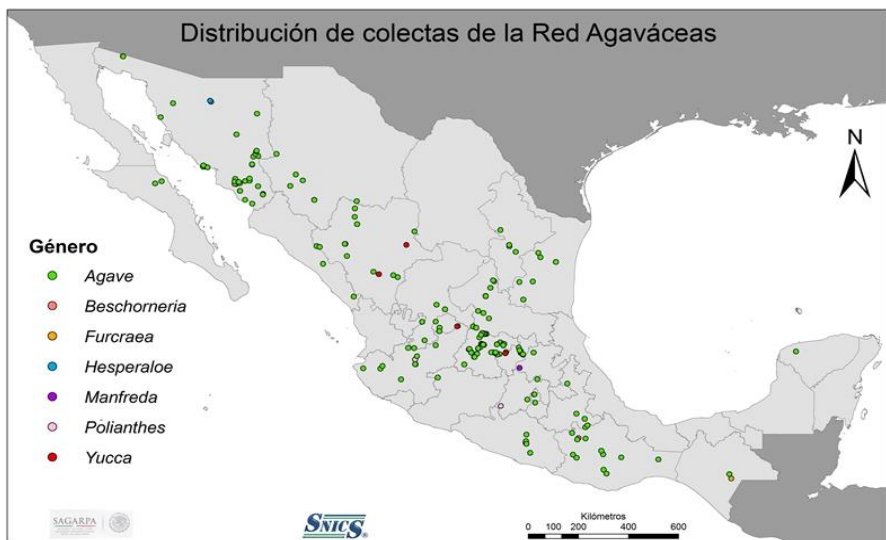 Distribución de colectas de la Red Agaváceas
N
Género
Agave
Beschorneria
Furcraea
Hesperaloe
Manfreda
Polianthes
Yucca
SAGARPA
SNICS®
Kilómetros
0 100 200 400 600